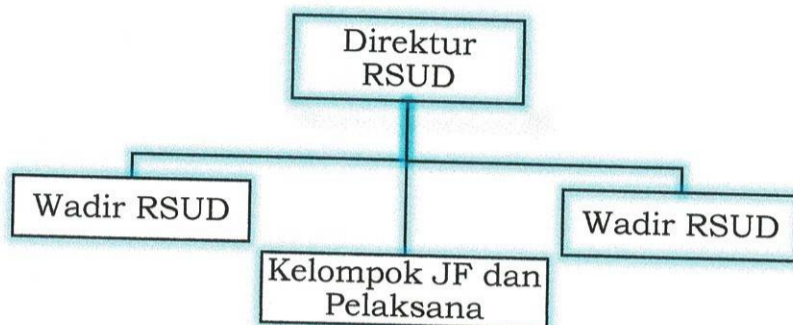 Direktur
RSUD
Wadir RSUD
Wadir RSUD
Kelompok JF dan
Pelaksana